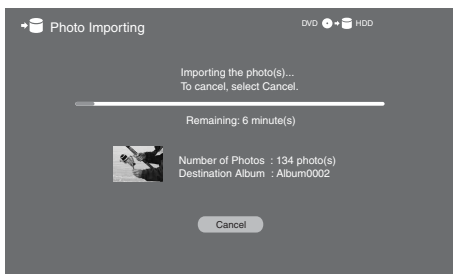 Photo Importing
DVD HDD
Importing the photo(s)...
To cancel, select Cancel.
Remaining: 6 minute(s)
Number of Photos : 134 photo(s)
Destination Album : Album0002
Cancel